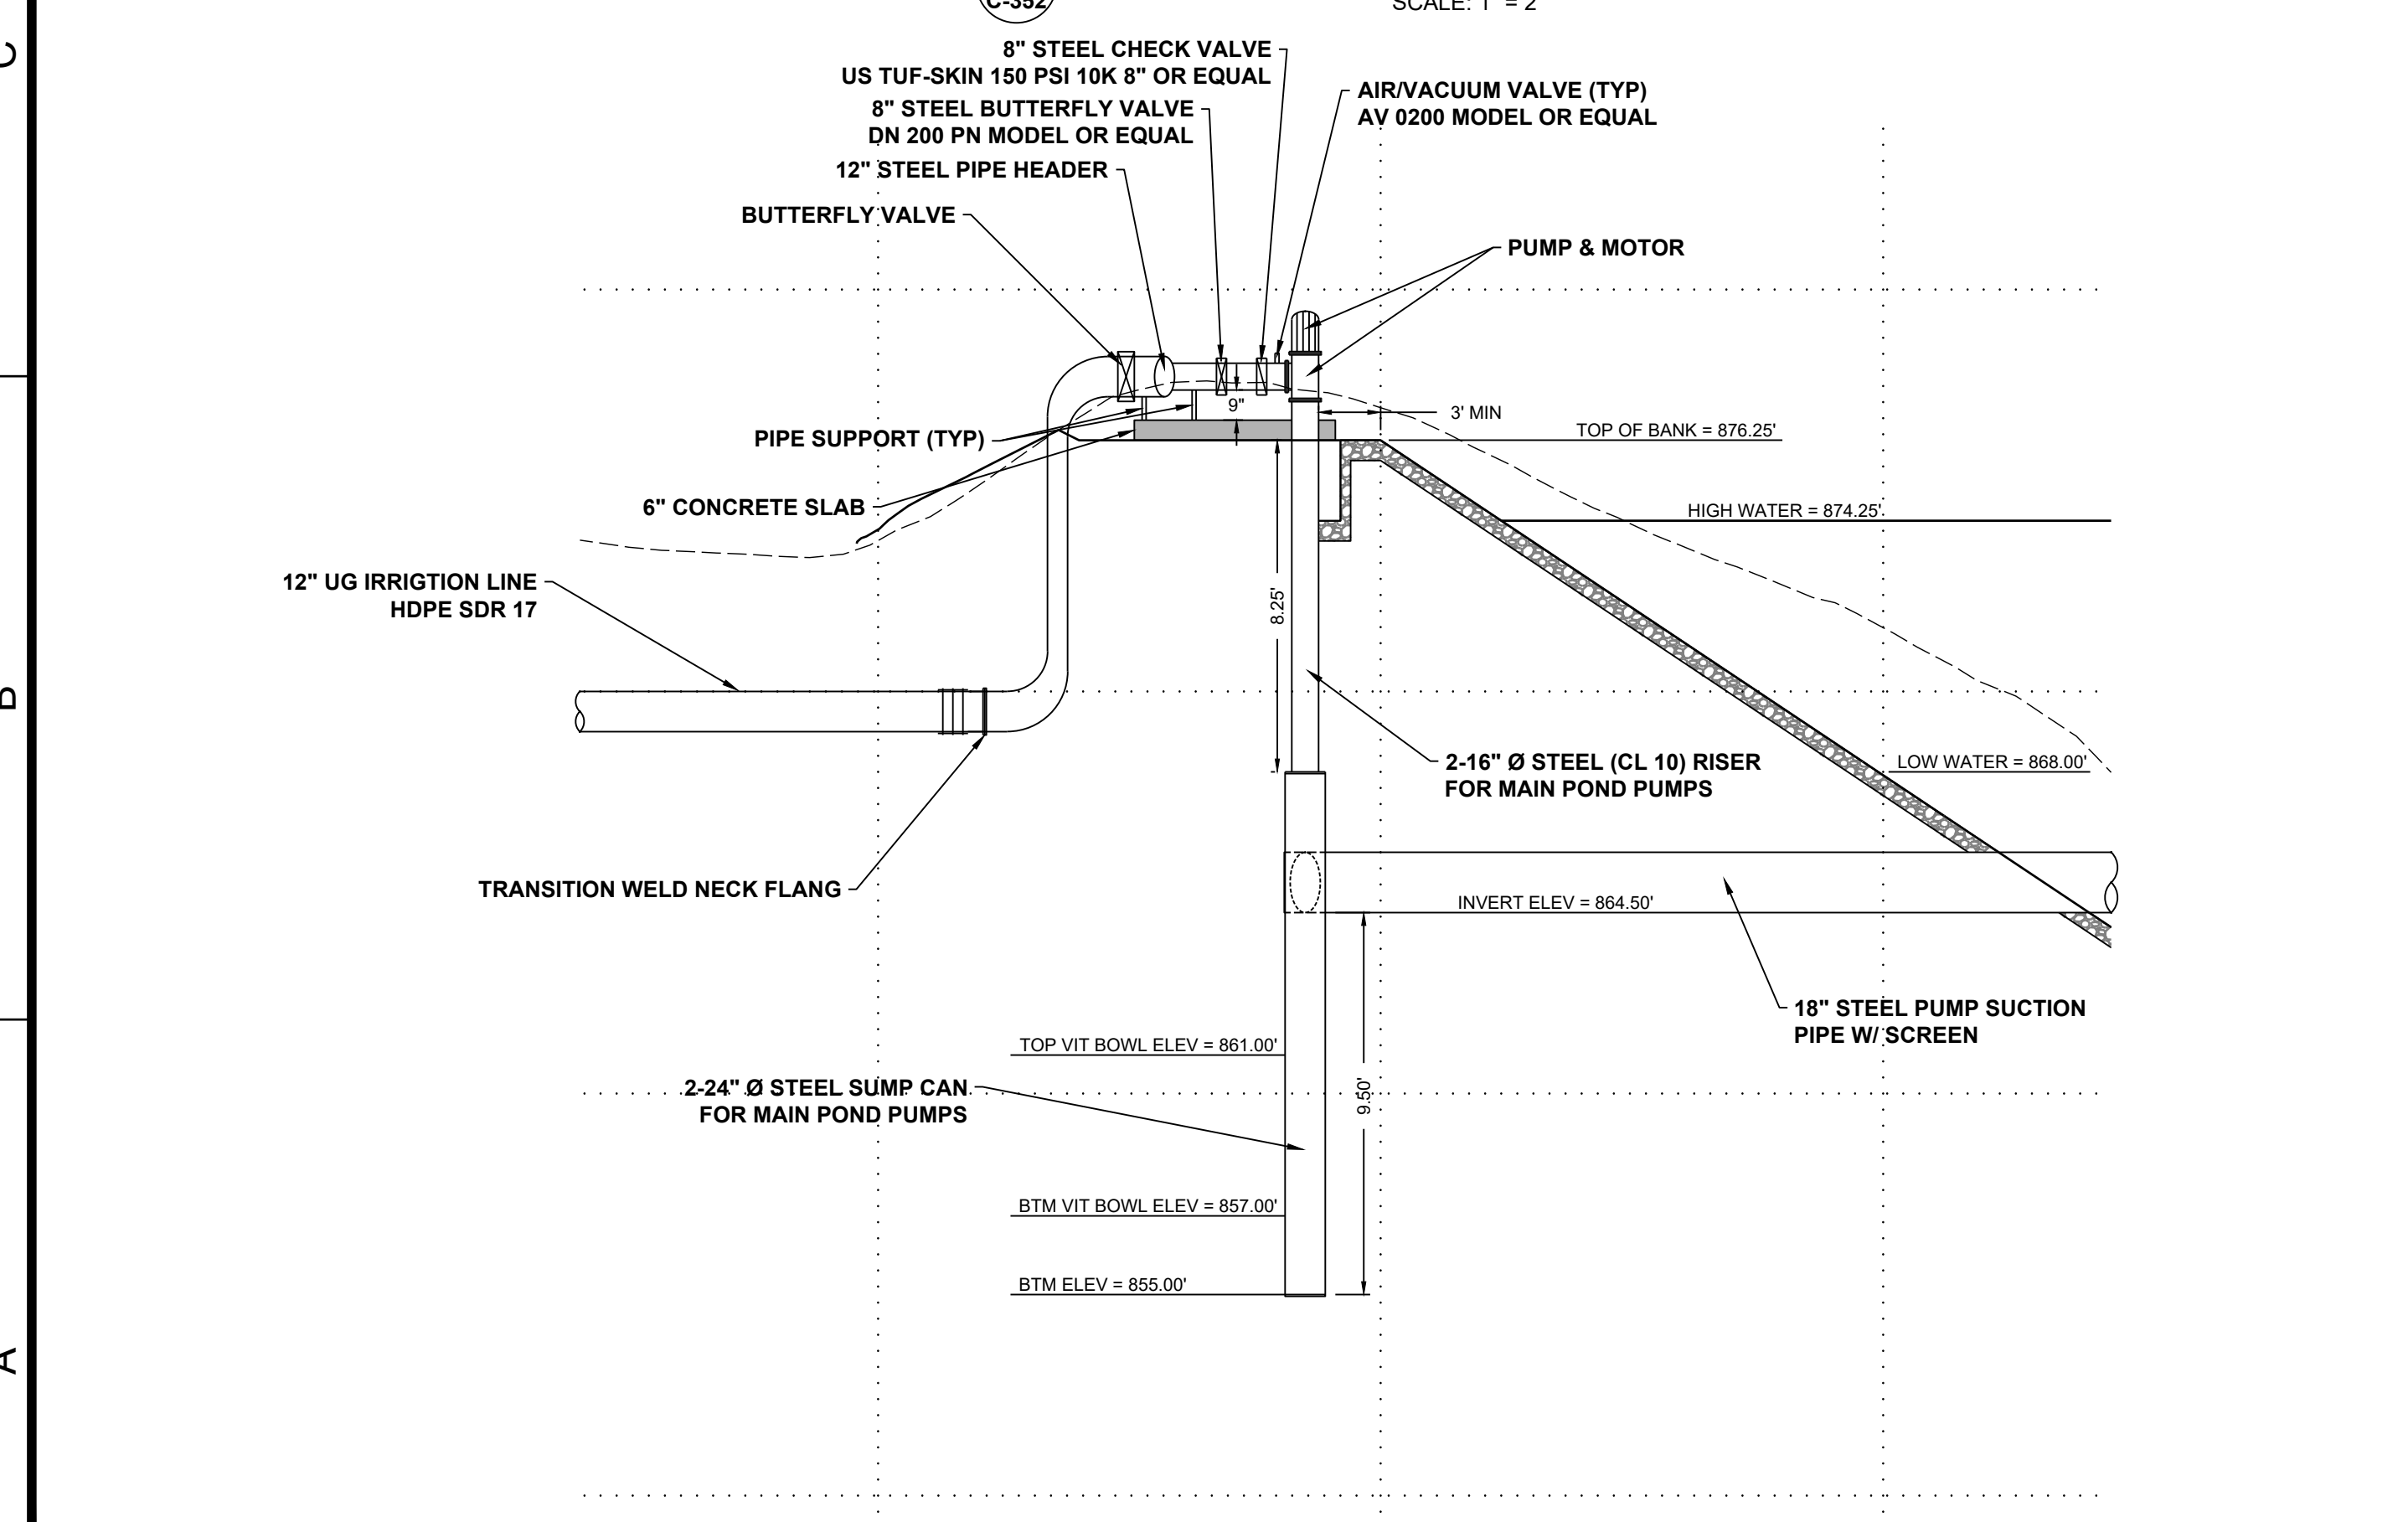 C-352
SCALE: 1" = 2'
8" STEEL CHECK VALVE
US TUF-SKIN 150 PSI 10K 8" OR EQUAL
8" STEEL BUTTERFLY VALVE
DN 200 PN MODEL OR EQUAL
12" STEEL PIPE HEADER
BUTTERFLY VALVE
AIR/VACUUM VALVE (TYP)
AV 0200 MODEL OR EQUAL
PUMP & MOTOR
9"
3' MIN
PIPE SUPPORT (TYP)
TOP OF BANK = 876.25'
6" CONCRETE SLAB
HIGH WATER = 874.25'
12" UG IRRIGTION LINE
HDPE SDR 17
8.25'
2-16" Ø STEEL (CL 10) RISER
FOR MAIN POND PUMPS
LOW WATER = 868.00'
TRANSITION WELD NECK FLANG
INVERT ELEV = 864.50'
18" STEEL PUMP SUCTION
PIPE W/ SCREEN
TOP VIT BOWL ELEV = 861.00'
2-24" Ø STEEL SUMP CAN
FOR MAIN POND PUMPS
9.50'
BTM VIT BOWL ELEV = 857.00'
BTM ELEV = 855.00'
C
B
A